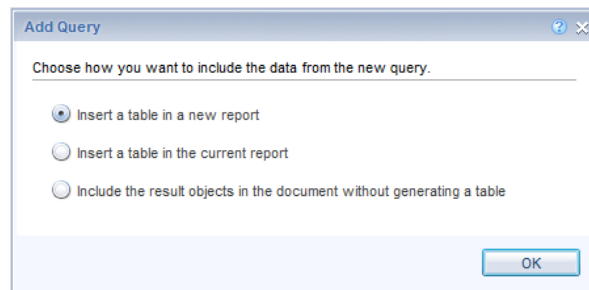 Add Query
Choose how you want to include the data from the new query.
Insert a table in a new report
Insert a table in the current report
Include the result objects in the document without generating a table
OK